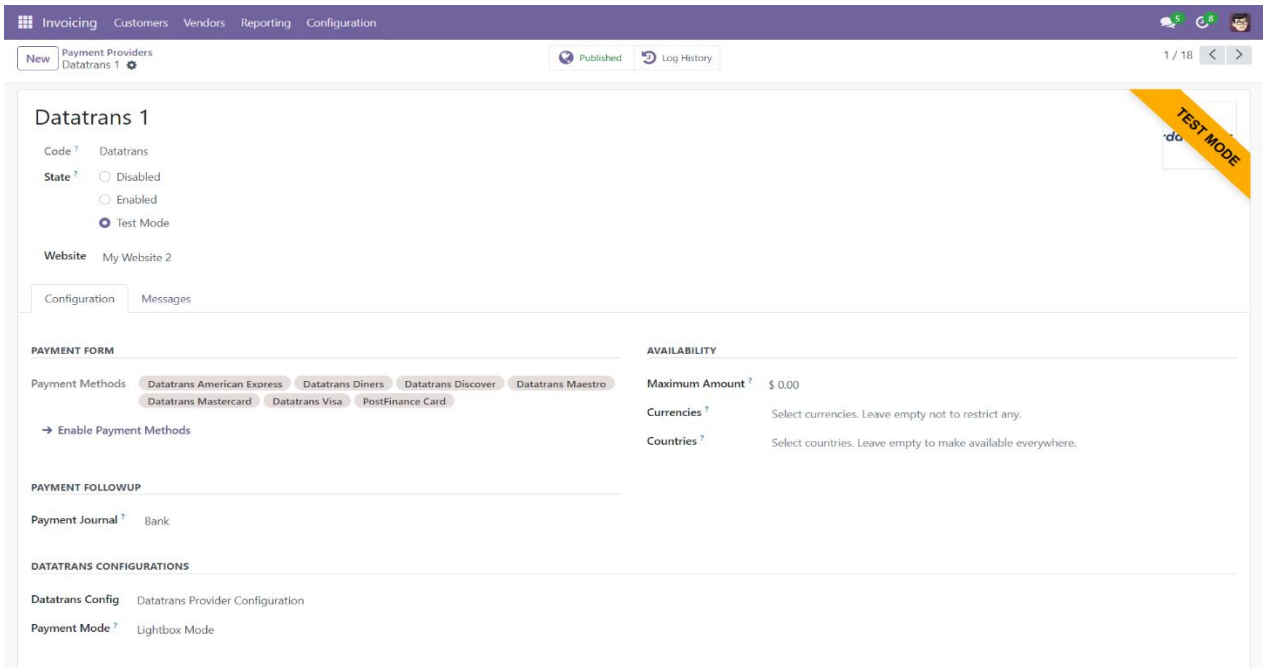 Invoicing Customers Vendors Reporting Configuration 5 8
New Payment Providers Published Log History 1 / 18
Datatrans 1
TEST MODE
Datatrans 1
Code ? Datatrans
State ? Disabled
Enabled
Test Mode
Website My Website 2
Configuration Messages
PAYMENT FORM
Payment Methods Datatrans American Express Datatrans Diners Datatrans Discover Datatrans Maestro
Datatrans Mastercard Datatrans Visa PostFinance Card
→ Enable Payment Methods
AVAILABILITY
Maximum Amount ? $ 0.00
Currencies ? Select currencies. Leave empty not to restrict any.
Countries ? Select countries. Leave empty to make available everywhere.
PAYMENT FOLLOWUP
Payment Journal ? Bank
DATATRANS CONFIGURATIONS
Datatrans Config Datatrans Provider Configuration
Payment Mode ? Lightbox Mode